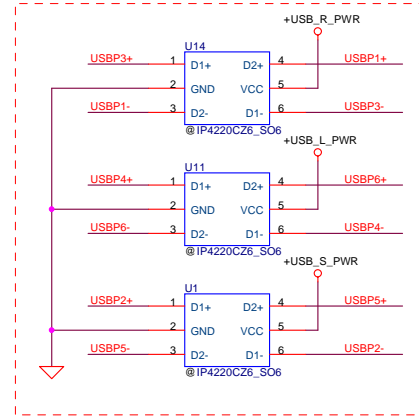 +USB_R_PWR
U14
USBP3+ 1 D1+ D2+ 4 USBP1+
2 GND VCC 5
USBP1- 3 D2- D1- 6 USBP3-
@IP4220CZ6_SO6
+USB_L_PWR
U11
USBP4+ 1 D1+ D2+ 4 USBP6+
2 GND VCC 5
USBP6- 3 D2- D1- 6 USBP4-
@IP4220CZ6_SO6
+USB_S_PWR
U1
USBP2+ 1 D1+ D2+ 4 USBP5+
2 GND VCC 5
USBP5- 3 D2- D1- 6 USBP2-
@IP4220CZ6_SO6